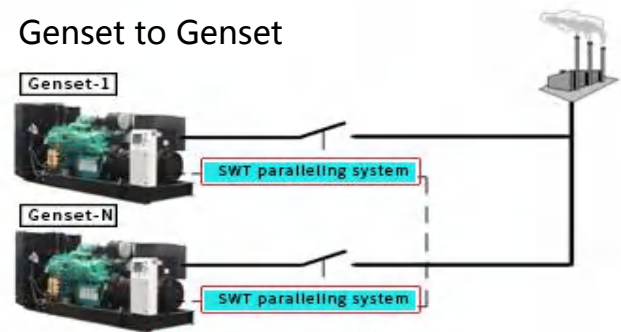 Genset to Genset
Genset-1
SWT paralleling system
Genset-N
SWT paralleling system